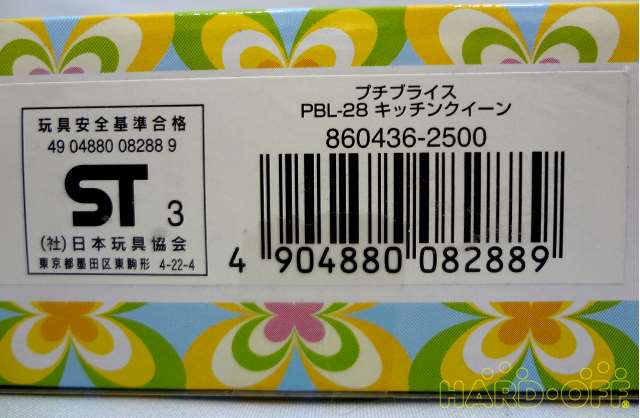 玩具安全基準合格
49 04880 08288 9
ST 3
(社)日本玩具協会
東京都墨田区東駒形 4-22-4
プチブライス
PBL-28 キッチンクイーン
860436-2500
4 904880 082889
HARD·OFF®